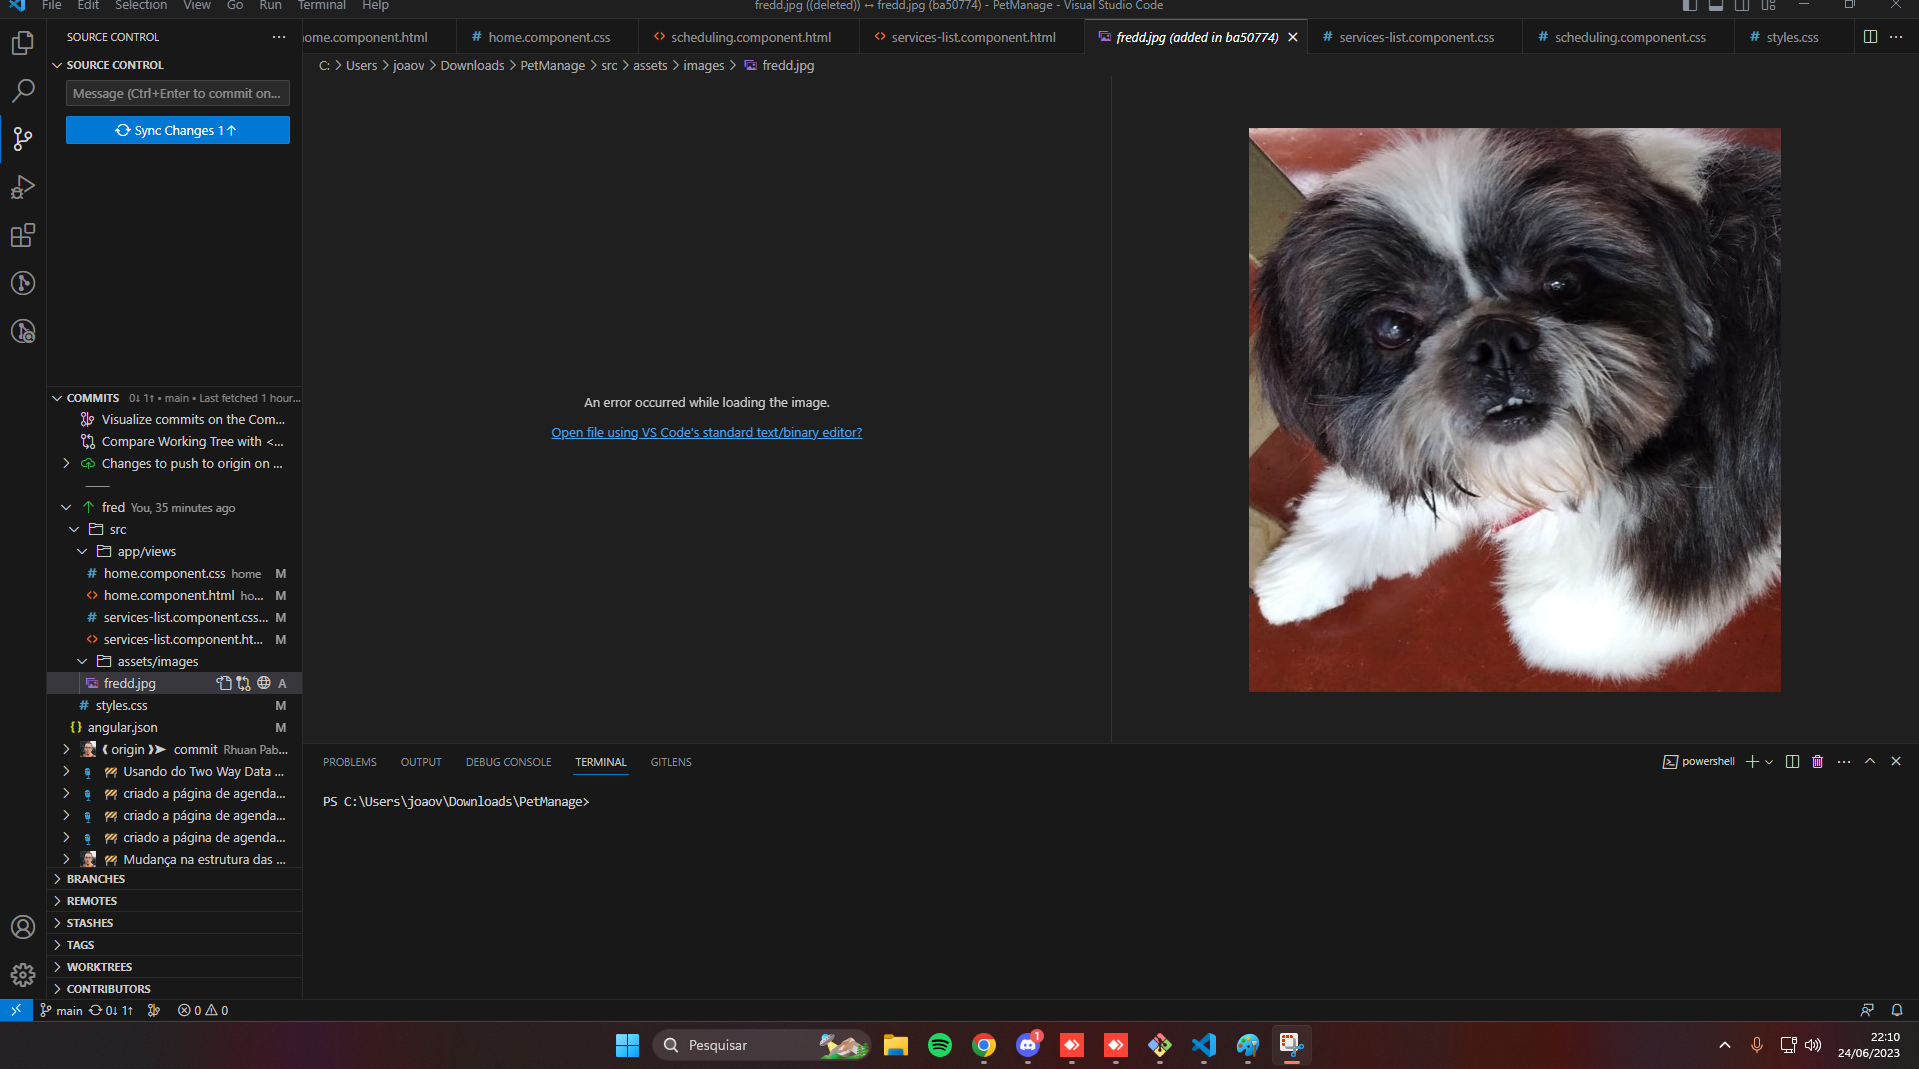 File Edit Selection View Go Run Terminal Help
fredd.jpg ((deleted)) ↔ fredd.jpg (ba50774) - PetManage - Visual Studio Code
SOURCE CONTROL
ome.component.html
home.component.css
scheduling.component.html
services-list.component.html
fredd.jpg (added in ba50774)
services-list.component.css
scheduling.component.css
styles.css
SOURCE CONTROL
C: > Users > joaov > Downloads > PetManage > src > assets > images > fredd.jpg
Message (Ctrl+Enter to commit on...
Sync Changes 1↑
An error occurred while loading the image.
Open file using VS Code's standard text/binary editor?
COMMITS 0↓ 1↑ • main • Last fetched 1 hour...
Visualize commits on the Com...
Compare Working Tree with <...
Changes to push to origin on ...
fred You, 35 minutes ago
src
app/views
home.component.css home M
home.component.html ho... M
services-list.component.css... M
services-list.component.ht... M
assets/images
fredd.jpg A
styles.css M
angular.json M
origin commit Rhuan Pab...
Usando do Two Way Data ...
criado a página de agenda...
criado a página de agenda...
criado a página de agenda...
Mudança na estrutura das ...
BRANCHES
REMOTES
STASHES
TAGS
WORKTREES
CONTRIBUTORS
PROBLEMS OUTPUT DEBUG CONSOLE TERMINAL GITLENS
powershell
PS C:\Users\joaov\Downloads\PetManage>
main 0↓ 1↑ 0 0
Pesquisar
1
22:10
24/06/2023